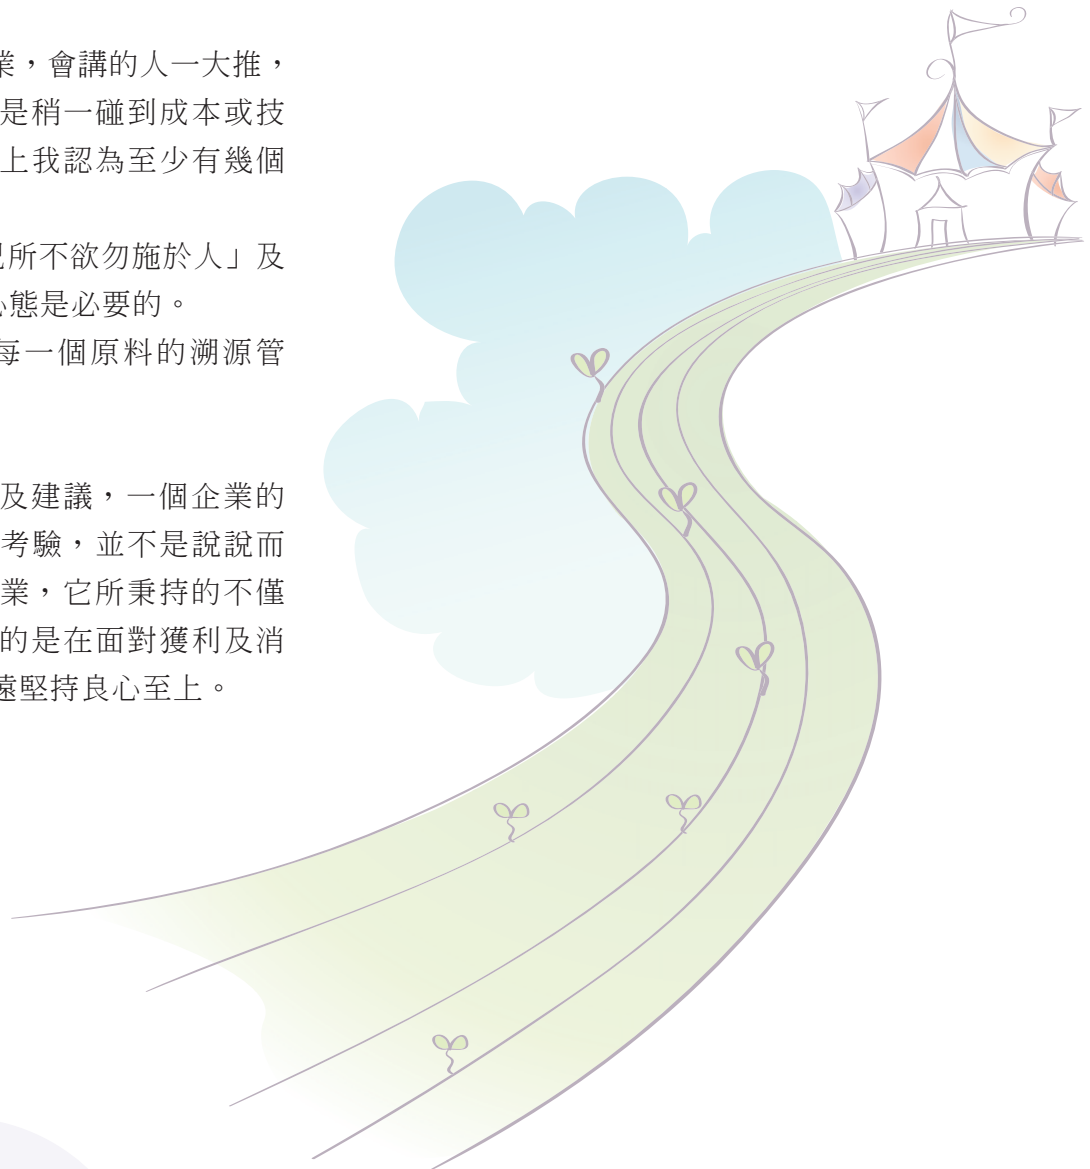 業，會講的人一大推，
是稍一碰到成本或技
上我認為至少有幾個
所不欲勿施於人」及
態是必要的。
每一個原料的溯源管
及建議，一個企業的
考驗，並不是說說而
業，它所秉持的不僅
的是在面對獲利及消
遠堅持良心至上。